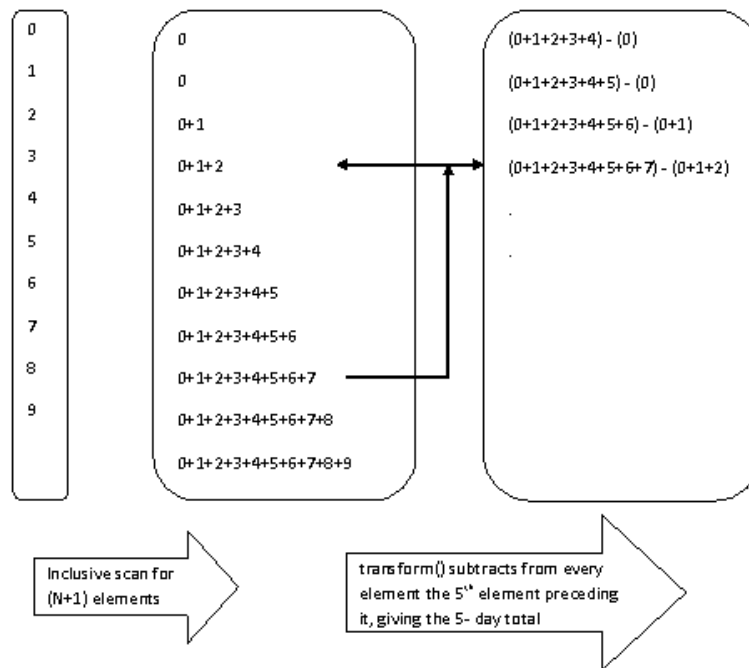 0
1
2
3
4
5
6
7
8
9
0
0
0+1
0+1+2
0+1+2+3
0+1+2+3+4
0+1+2+3+4+5
0+1+2+3+4+5+6
0+1+2+3+4+5+6+7
0+1+2+3+4+5+6+7+8
0+1+2+3+4+5+6+7+8+9
(0+1+2+3+4) - (0)
(0+1+2+3+4+5) - (0)
(0+1+2+3+4+5+6) - (0+1)
(0+1+2+3+4+5+6+7) - (0+1+2)
.
.
Inclusive scan for
(N+1) elements
transform() subtracts from every
element the 5th element preceding
it, giving the 5- day total